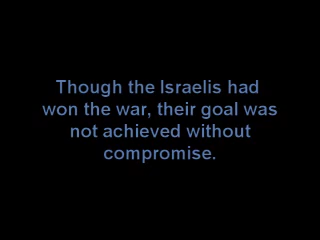 Though the Israelis had
won the war, their goal was
not achieved without
compromise.